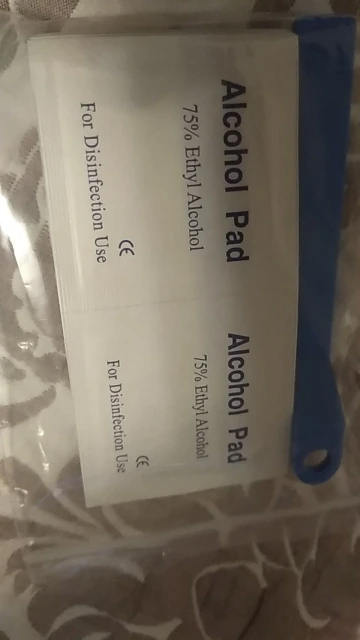 Alcohol Pad
75% Ethyl Alcohol
CE
For Disinfection Use
Alcohol Pad
75% Ethyl Alcohol
CE
For Disinfection Use